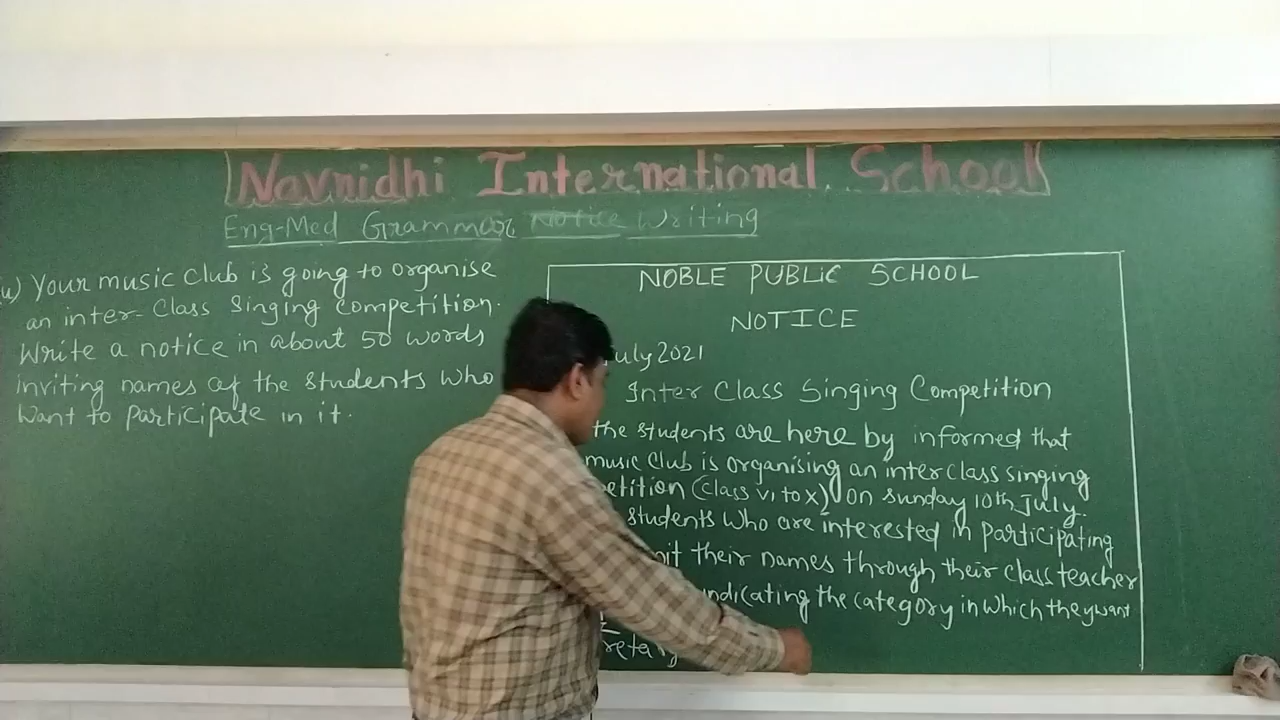 Navnidhi International School
Eng-Med Grammar Notice Writing
u) Your music Club is going to organise
an inter-Class Singing Competition.
Write a notice in about 50 words
inviting names of the students who
want to participate in it.
NOBLE PUBLIC SCHOOL
NOTICE
July 2021
Inter Class Singing Competition
the students are here by informed that
music Club is organising an inter class singing
etition (Class VI to X) on Sunday 10th July.
students who are interested in participating
mit their names through their class teacher
indicating the category in which they want
retary